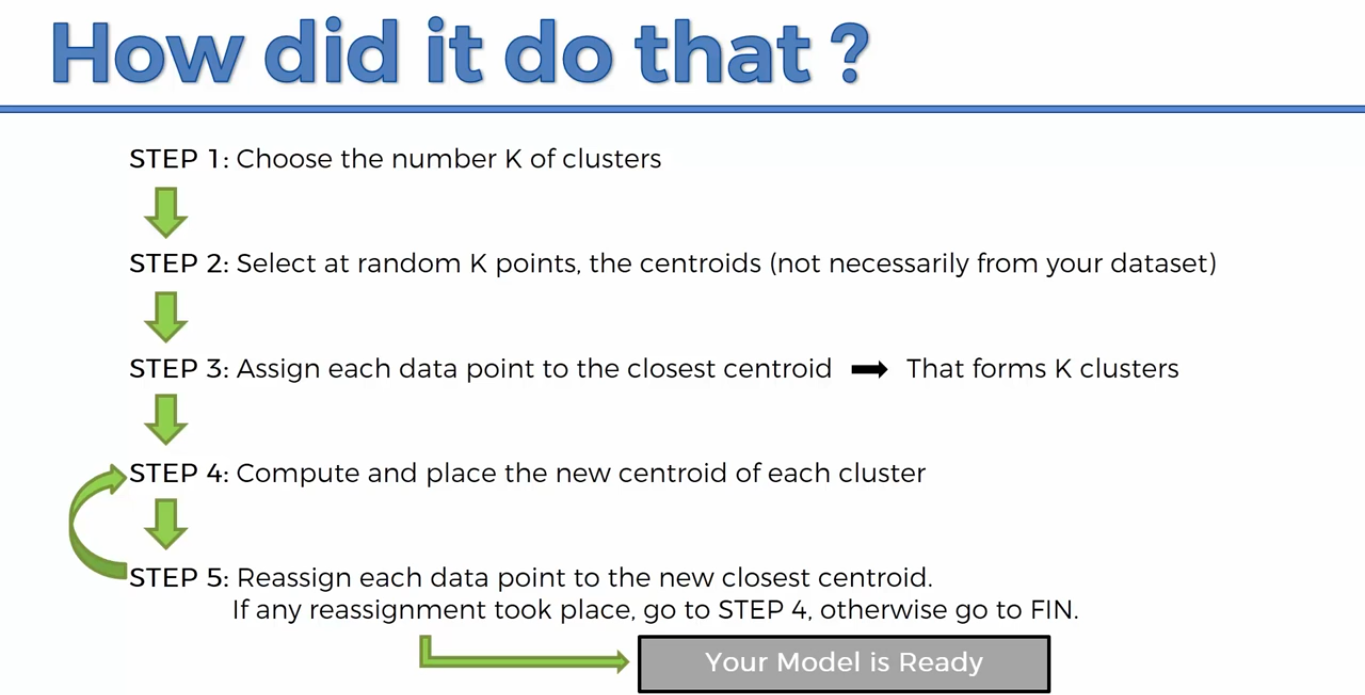 How did it do that ?
STEP 1: Choose the number K of clusters
STEP 2: Select at random K points, the centroids (not necessarily from your dataset)
STEP 3: Assign each data point to the closest centroid ➡ That forms K clusters
STEP 4: Compute and place the new centroid of each cluster
STEP 5: Reassign each data point to the new closest centroid.
If any reassignment took place, go to STEP 4, otherwise go to FIN.
Your Model is Ready